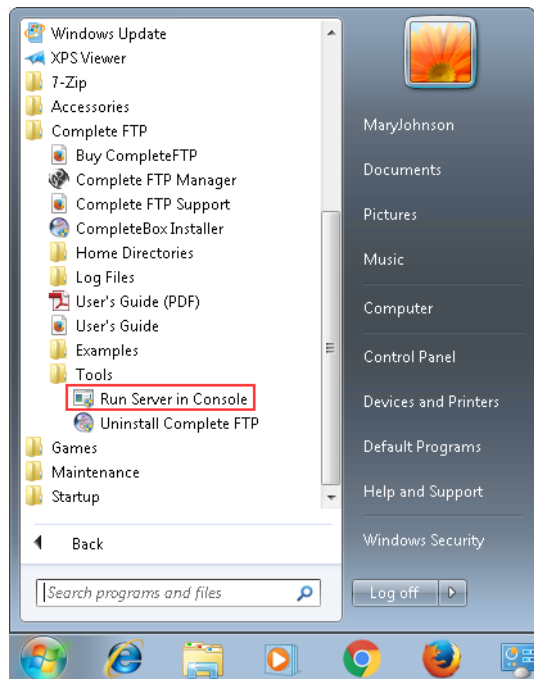 Windows Update
XPS Viewer
7-Zip
Accessories
Complete FTP
Buy CompleteFTP
Complete FTP Manager
Complete FTP Support
CompleteBox Installer
Home Directories
Log Files
User's Guide (PDF)
User's Guide
Examples
Tools
Run Server in Console
Uninstall Complete FTP
Games
Maintenance
Startup
Back
Search programs and files
MaryJohnson
Documents
Pictures
Music
Computer
Control Panel
Devices and Printers
Default Programs
Help and Support
Windows Security
Log off